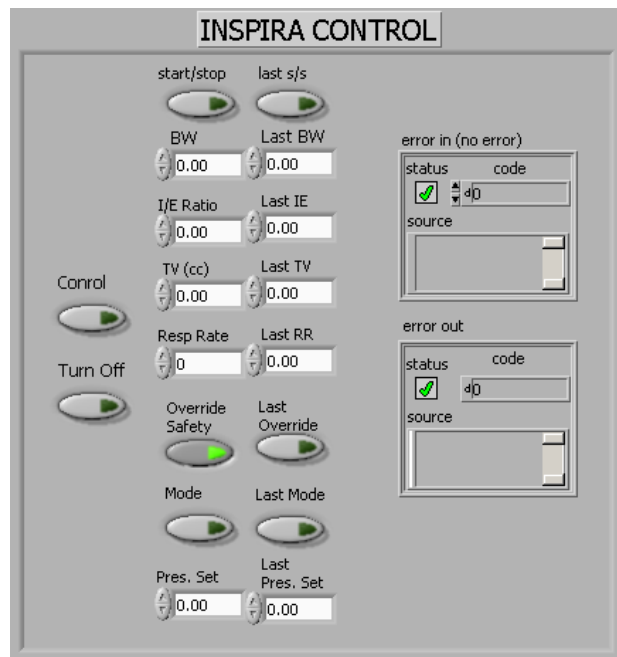 INSPIRA CONTROL
start/stop last s/s
BW Last BW
0.00 0.00
I/E Ratio Last IE
0.00 0.00
TV (cc) Last TV
0.00 0.00
Resp Rate Last RR
0 0.00
Override Safety
Last Override
Mode Last Mode
Pres. Set
Last Pres. Set
0.00 0.00
Conrol
Turn Off
error in (no error)
status code
d0
source
error out
status code
d0
source